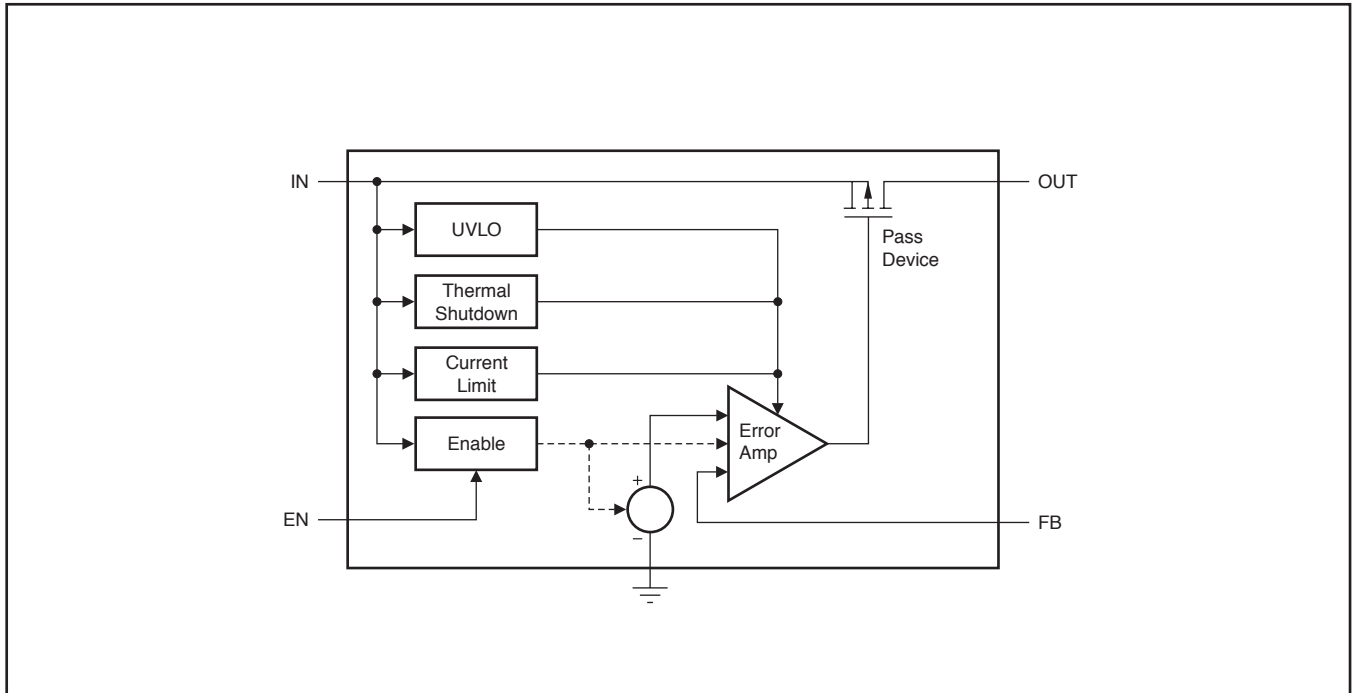 IN
OUT
UVLO
Pass
Device
Thermal
Shutdown
Current
Limit
Enable
Error
Amp
+
−
EN
FB